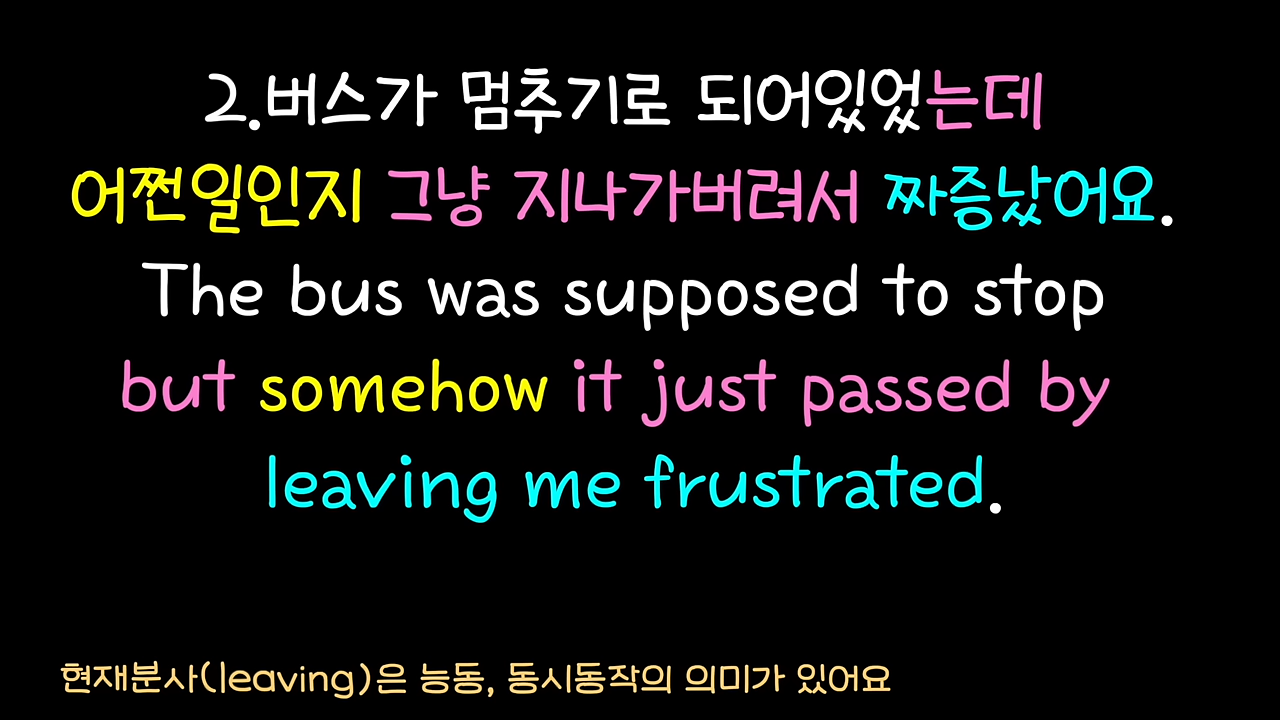 2.버스가 멈추기로 되어있었는데
어쩐일인지 그냥 지나가버려서 짜증났어요.
The bus was supposed to stop
but somehow it just passed by
leaving me frustrated.
현재분사(leaving)은 능동, 동시동작의 의미가 있어요